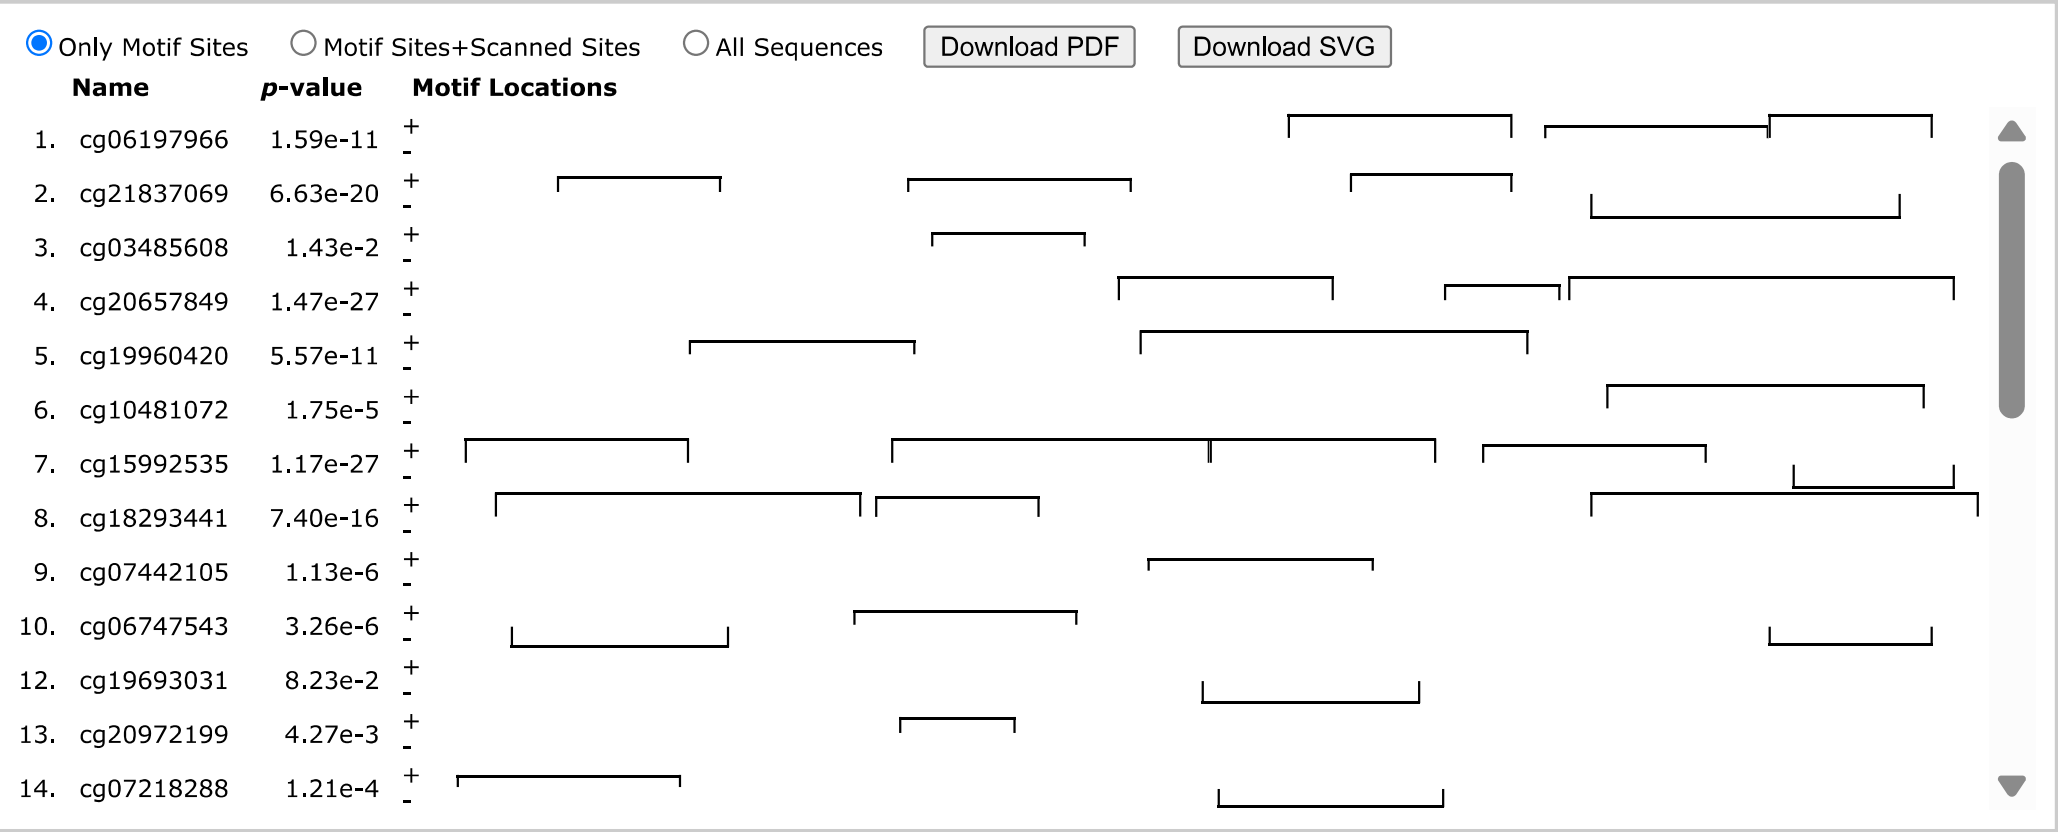 Only Motif Sites Motif Sites+Scanned Sites All Sequences Download PDF Download SVG
Name p-value Motif Locations
1. cg06197966 1.59e-11 + -
2. cg21837069 6.63e-20 + -
3. cg03485608 1.43e-2 + -
4. cg20657849 1.47e-27 + -
5. cg19960420 5.57e-11 + -
6. cg10481072 1.75e-5 + -
7. cg15992535 1.17e-27 + -
8. cg18293441 7.40e-16 + -
9. cg07442105 1.13e-6 + -
10. cg06747543 3.26e-6 + -
12. cg19693031 8.23e-2 + -
13. cg20972199 4.27e-3 + -
14. cg07218288 1.21e-4 + -